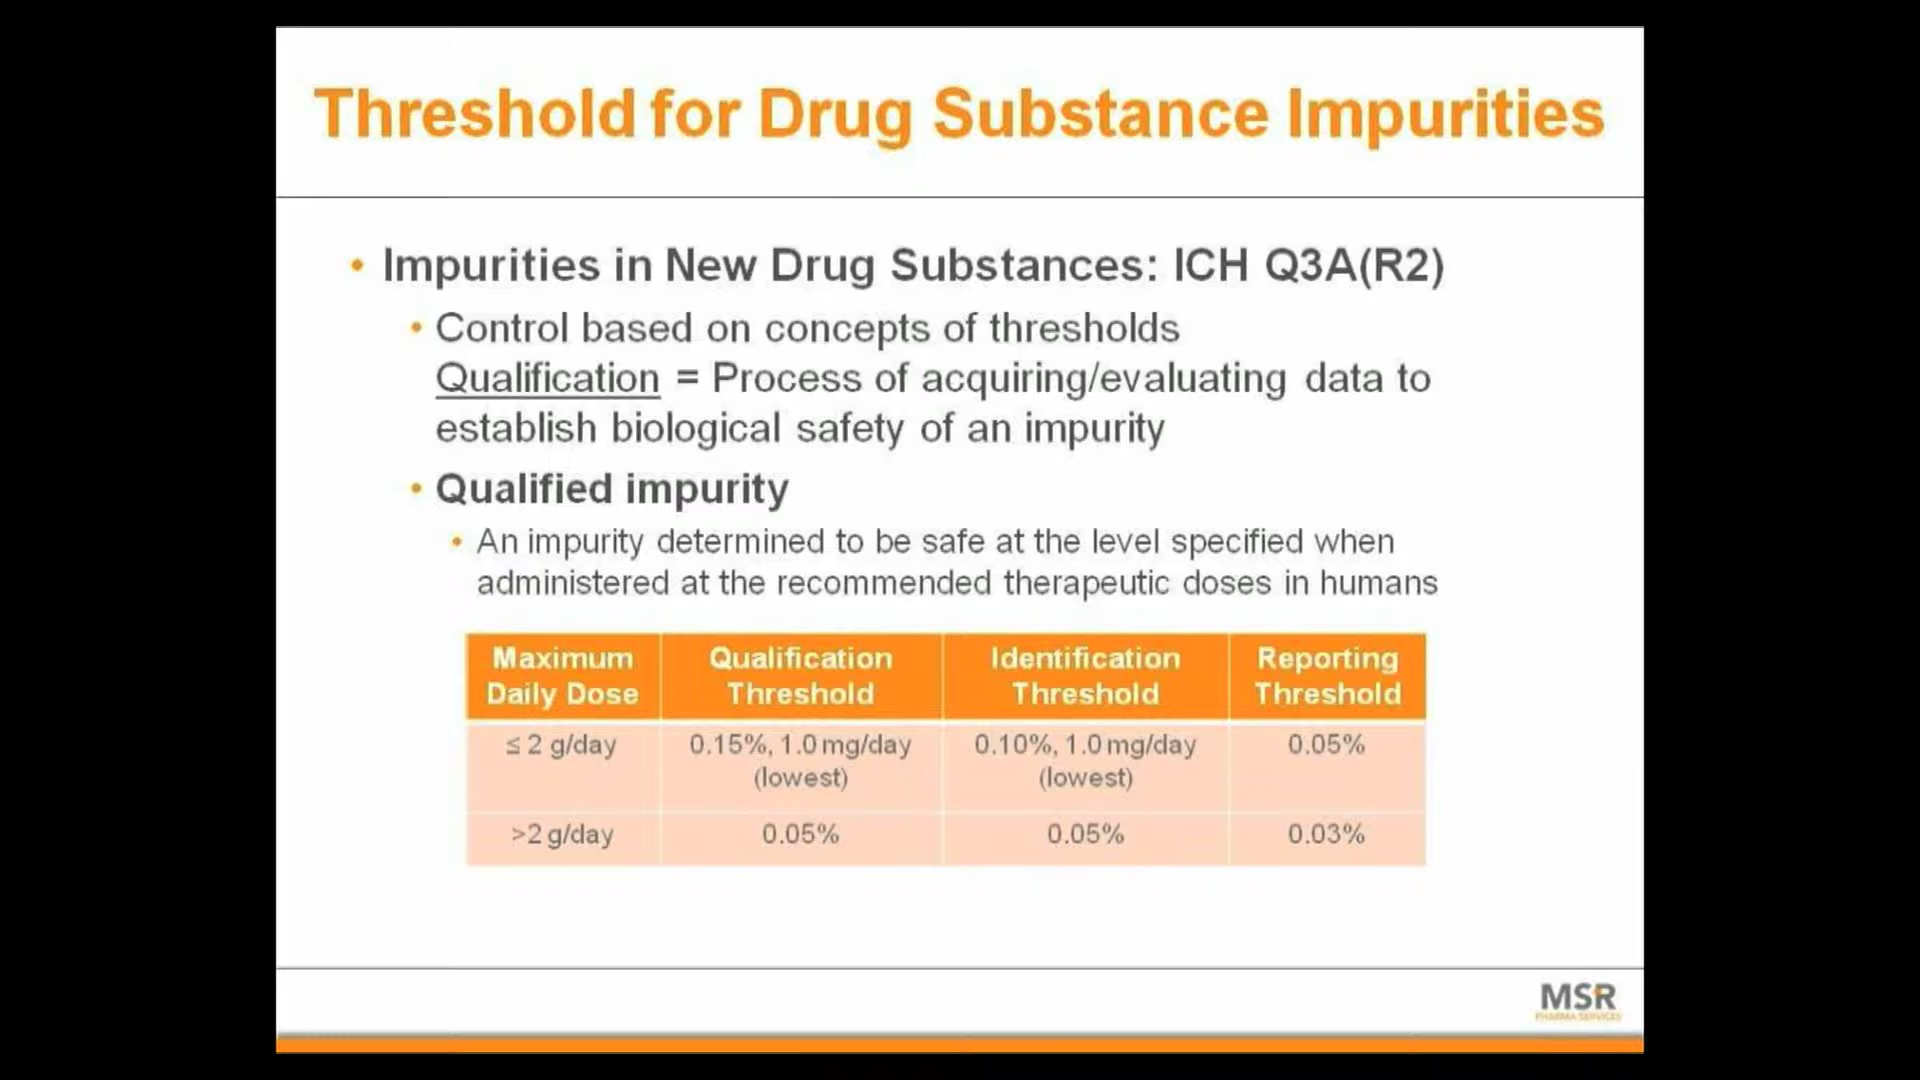 Threshold for Drug Substance Impurities
• Impurities in New Drug Substances: ICH Q3A(R2)
• Control based on concepts of thresholds
Qualification = Process of acquiring/evaluating data to
establish biological safety of an impurity
• Qualified impurity
• An impurity determined to be safe at the level specified when
administered at the recommended therapeutic doses in humans
Maximum Daily Dose
Qualification Threshold
Identification Threshold
Reporting Threshold
≤ 2 g/day
0.15%, 1.0 mg/day (lowest)
0.10%, 1.0 mg/day (lowest)
0.05%
>2 g/day
0.05%
0.05%
0.03%
MSR
PHARMA SERVICES